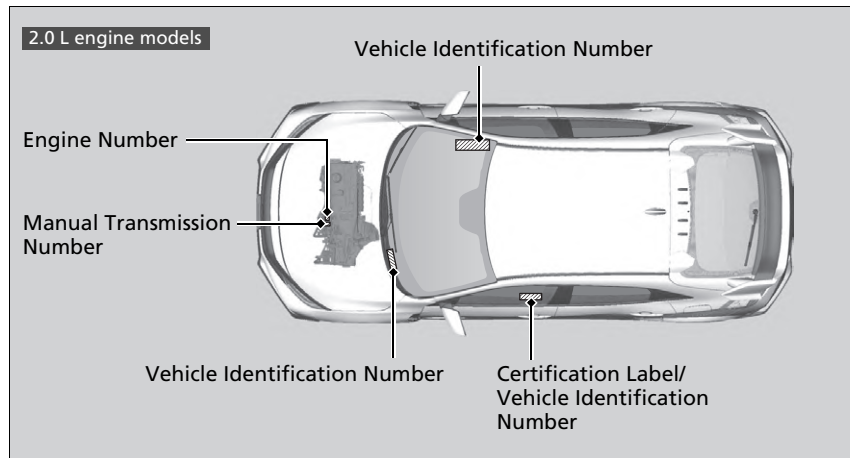 2.0 L engine models
Vehicle Identification Number
Engine Number
Manual Transmission
Number
Vehicle Identification Number
Certification Label/
Vehicle Identification
Number